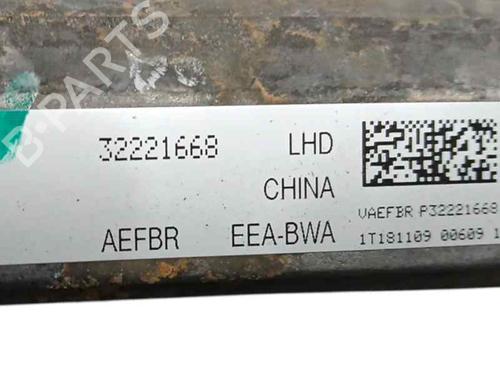 B-PARTS
32221668 LHD
CHINA
AEFBR EEA-BWA
VAEFBR P32221668
1T181109 00609 1